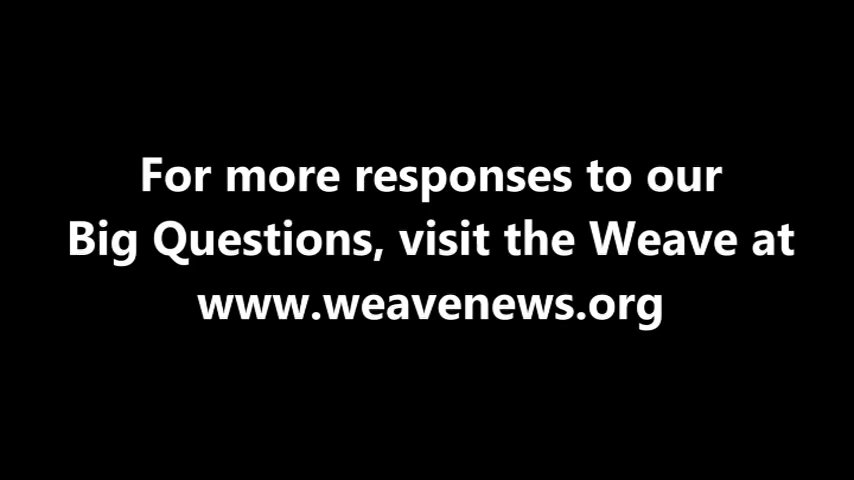 For more responses to our
Big Questions, visit the Weave at
www.weavenews.org